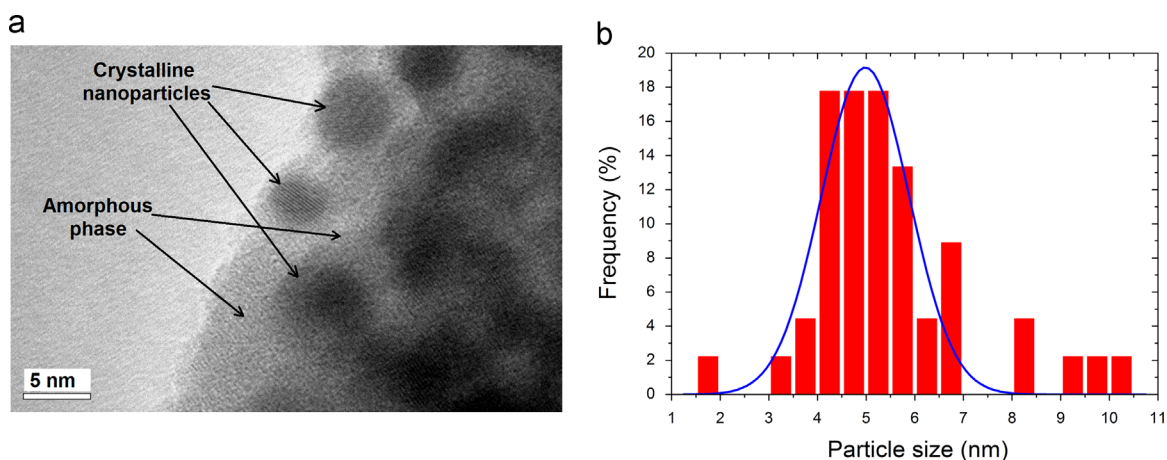 a
Crystalline
nanoparticles
Amorphous
phase
5 nm
b
Frequency (%)
20
18
16
14
12
10
8
6
4
2
0
1 2 3 4 5 6 7 8 9 10 11
Particle size (nm)